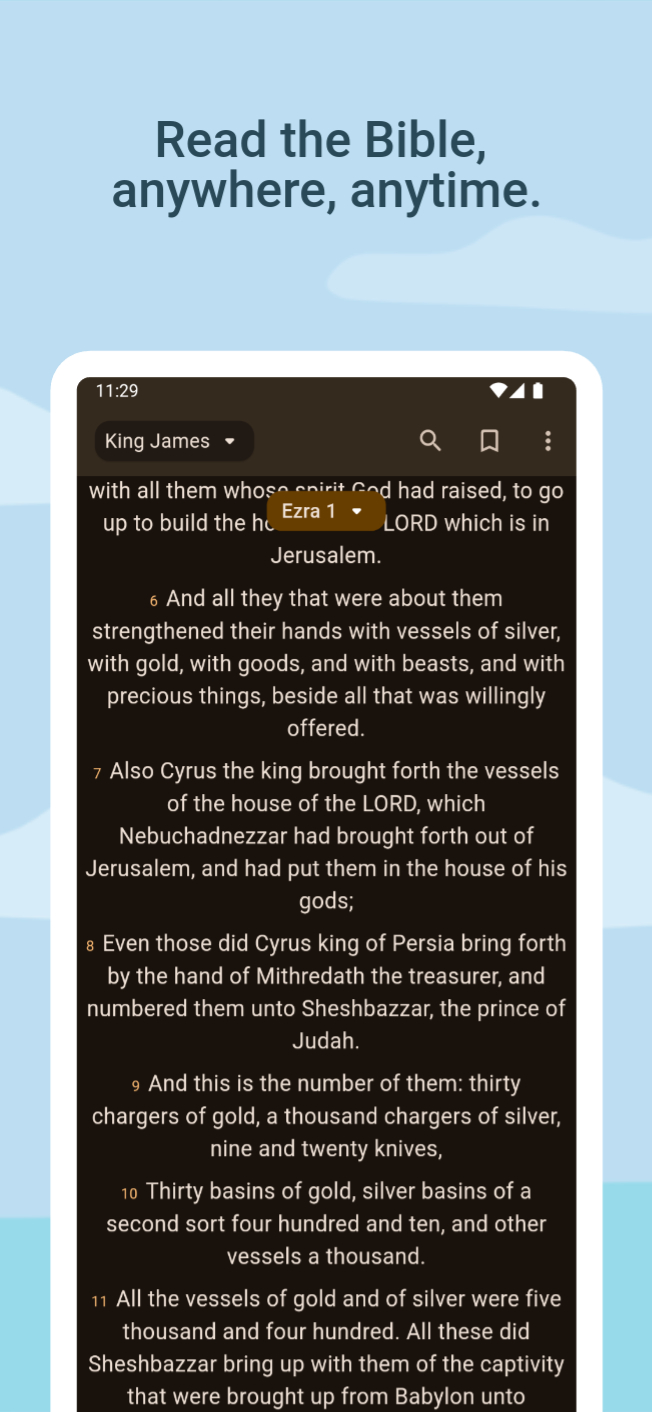 Read the Bible,
anywhere, anytime.
11:29
King James
with all them whose spirit God had raised, to go
Ezra 1
up to build the LORD which is in
Jerusalem.
6 And all they that were about them
strengthened their hands with vessels of silver,
with gold, with goods, and with beasts, and with
precious things, beside all that was willingly
offered.
7 Also Cyrus the king brought forth the vessels
of the house of the LORD, which
Nebuchadnezzar had brought forth out of
Jerusalem, and had put them in the house of his
gods;
8 Even those did Cyrus king of Persia bring forth
by the hand of Mithredath the treasurer, and
numbered them unto Sheshbazzar, the prince of
Judah.
9 And this is the number of them: thirty
chargers of gold, a thousand chargers of silver,
nine and twenty knives,
10 Thirty basins of gold, silver basins of a
second sort four hundred and ten, and other
vessels a thousand.
11 All the vessels of gold and of silver were five
thousand and four hundred. All these did
Sheshbazzar bring up with them of the captivity
that were brought up from Babylon unto